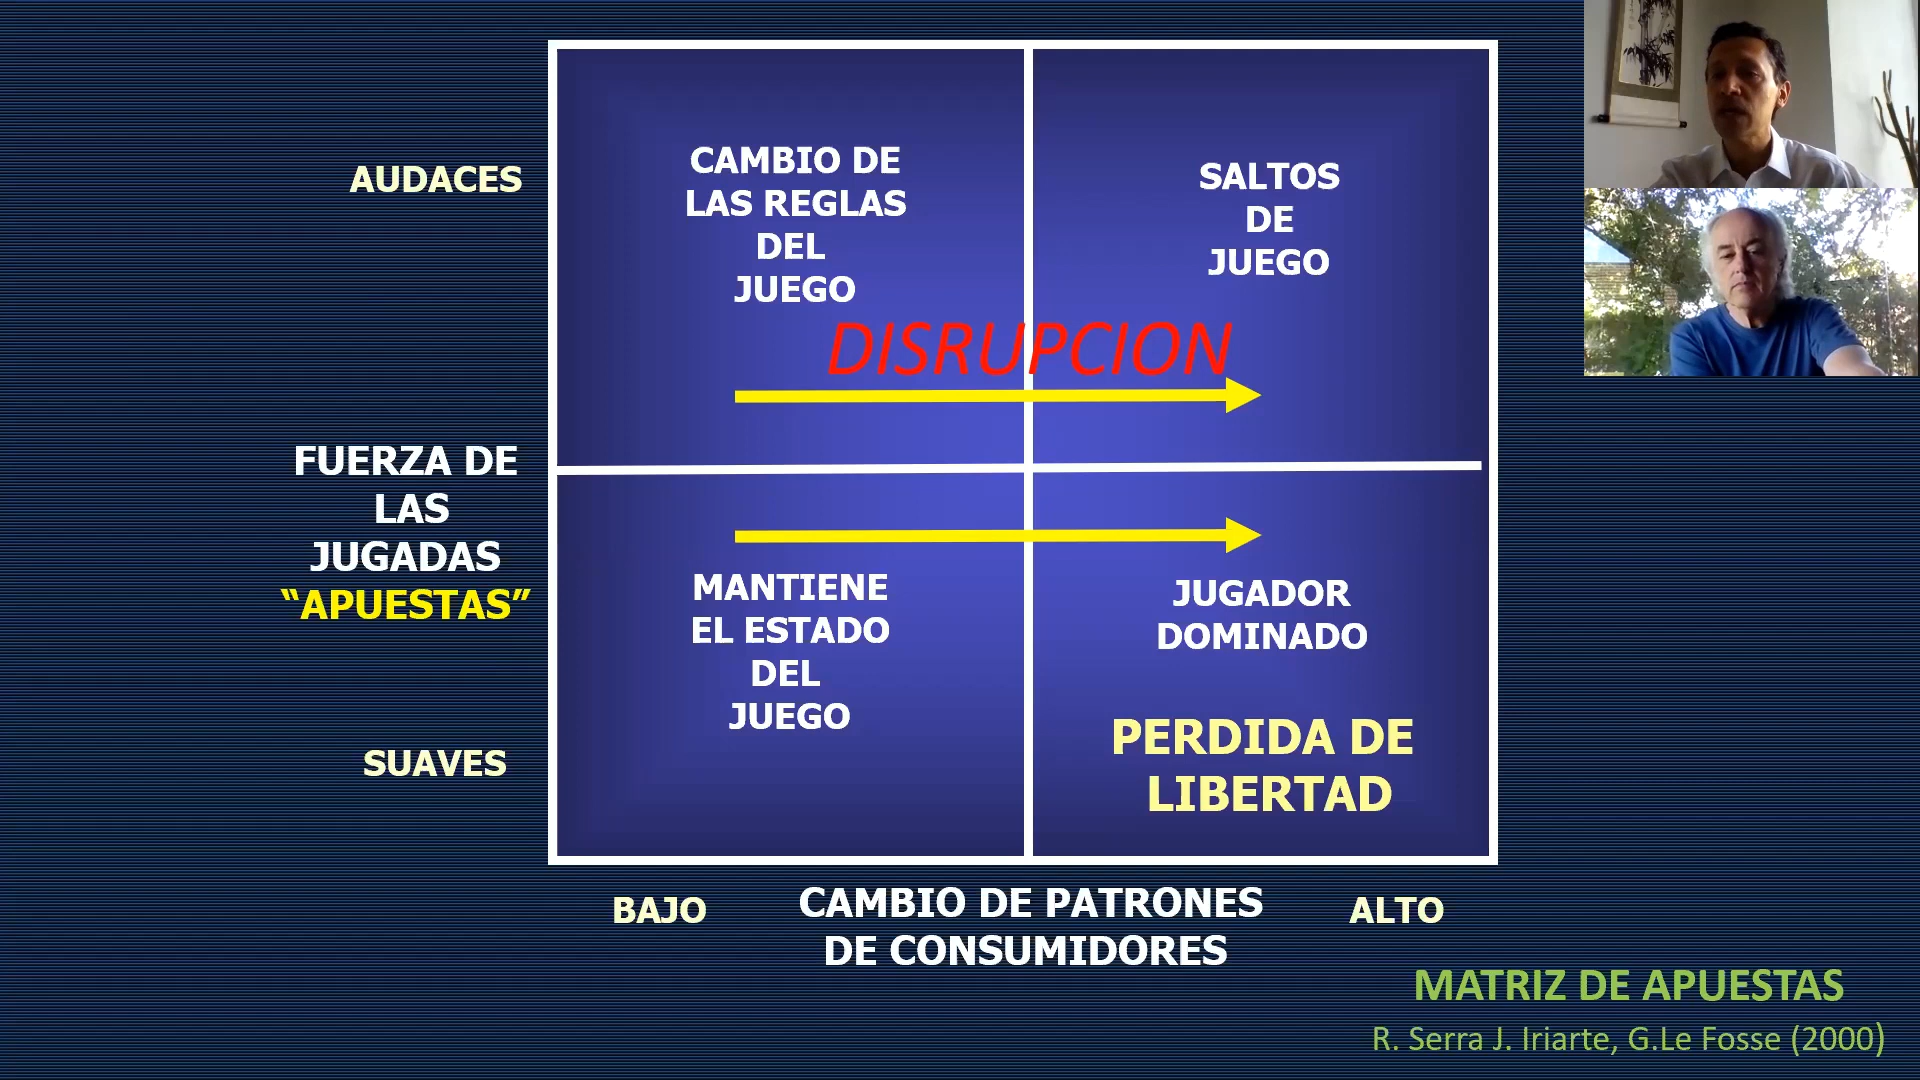 AUDACES
CAMBIO DE
LAS REGLAS
DEL
JUEGO
SALTOS
DE
JUEGO
DISRUPCION
FUERZA DE
LAS
JUGADAS
“APUESTAS”
MANTIENE
EL ESTADO
DEL
JUEGO
JUGADOR
DOMINADO
PERDIDA DE
LIBERTAD
SUAVES
BAJO
CAMBIO DE PATRONES
DE CONSUMIDORES
ALTO
MATRIZ DE APUESTAS
R. Serra J. Iriarte, G.Le Fosse (2000)